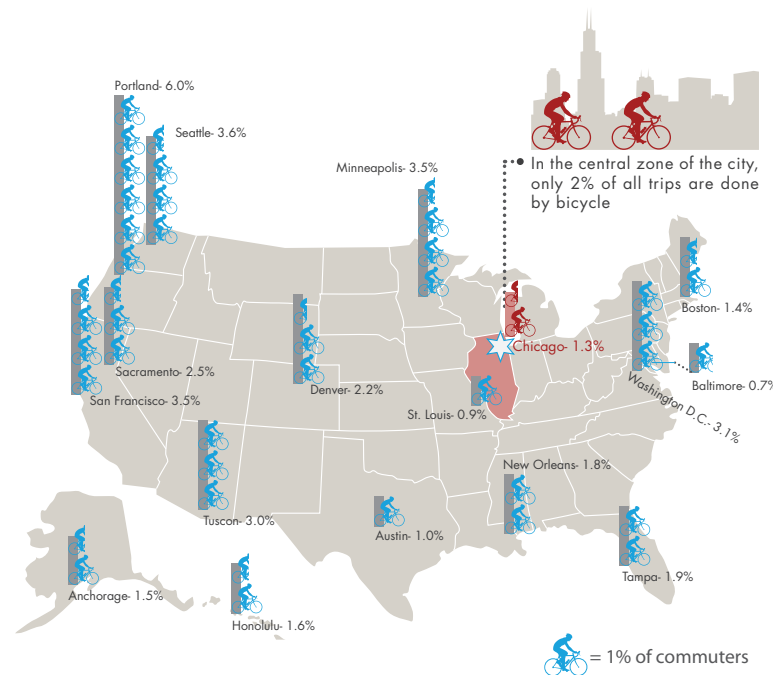 Portland- 6.0%
Seattle- 3.6%
Minneapolis- 3.5%
In the central zone of the city,
only 2% of all trips are done
by bicycle
Boston- 1.4%
Chicago- 1.3%
Sacramento- 2.5%
Denver- 2.2%
Baltimore- 0.7%
San Francisco- 3.5%
St. Louis- 0.9%
Washington D.C.- 3.1%
New Orleans- 1.8%
Tuscon- 3.0%
Austin- 1.0%
Tampa- 1.9%
Anchorage- 1.5%
Honolulu- 1.6%
= 1% of commuters